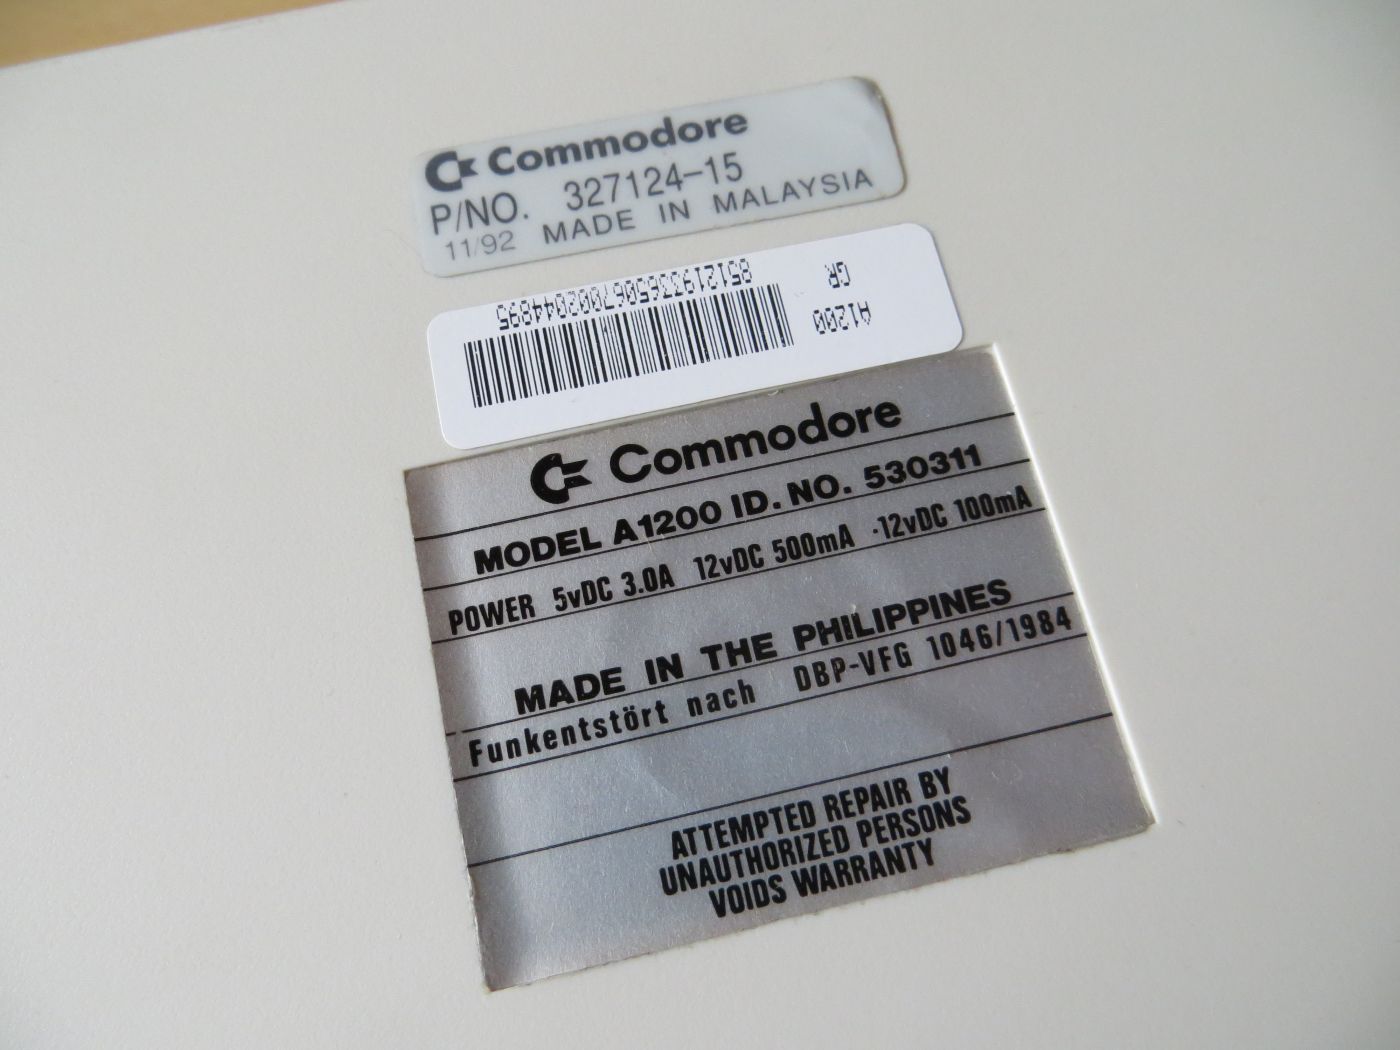 Commodore
P/NO. 327124-15
11/92 MADE IN MALAYSIA
A1200
GR
Commodore
MODEL A1200 ID. NO. 530311
POWER 5vDC 3.0A 12vDC 500mA -12vDC 100mA
MADE IN THE PHILIPPINES
Funkentstört nach DBP-VFG 1046/1984
ATTEMPTED REPAIR BY
UNAUTHORIZED PERSONS
VOIDS WARRANTY